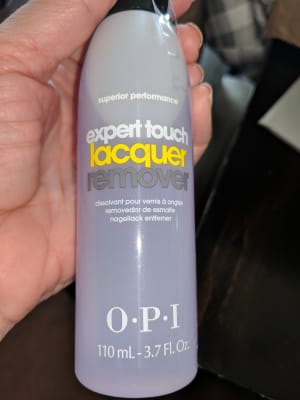 superior performance
expert touch
lacquer
remover
dissolvant pour vernis à ongles
removedor de esmalte
nagellack entferner
O·P·I
110 mL - 3.7 Fl. Oz.